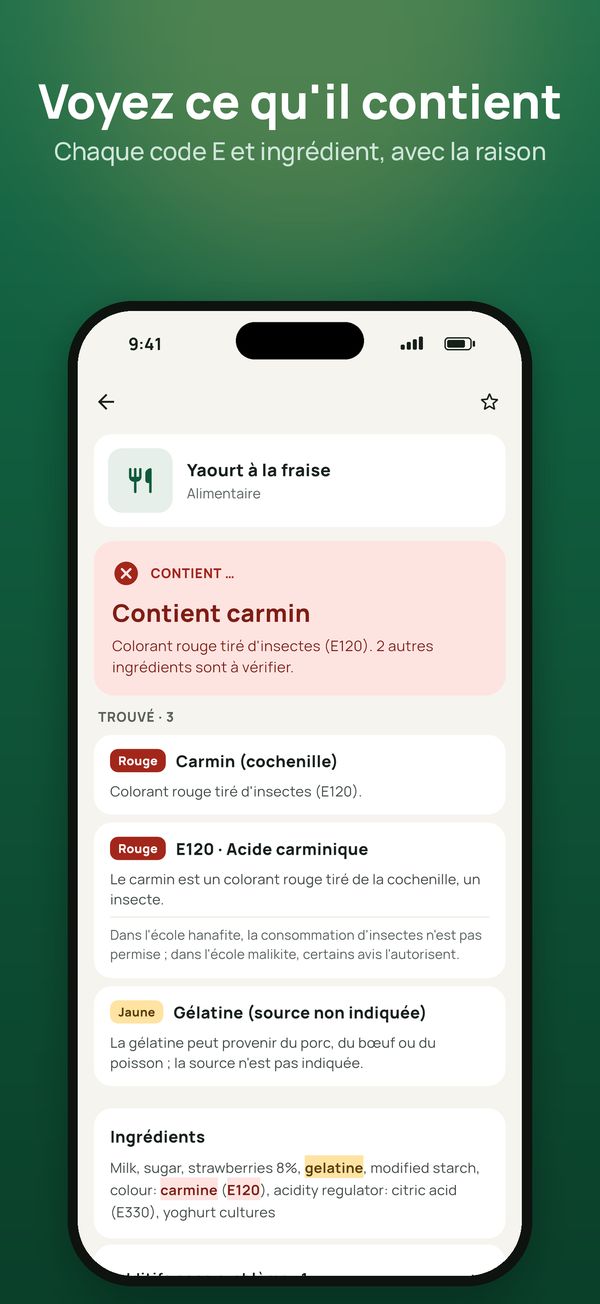 Voyez ce qu'il contient
Chaque code E et ingrédient, avec la raison
9:41
Yaourt à la fraise
Alimentaire
CONTIENT ...
Contient carmin
Colorant rouge tiré d'insectes (E120). 2 autres
ingrédients sont à vérifier.
TROUVÉ · 3
Rouge Carmin (cochenille)
Colorant rouge tiré d'insectes (E120).
Rouge E120 · Acide carminique
Le carmin est un colorant rouge tiré de la cochenille, un
insecte.
Dans l'école hanafite, la consommation d'insectes n'est pas
permise ; dans l'école malikite, certains avis l'autorisent.
Jaune Gélatine (source non indiquée)
La gélatine peut provenir du porc, du bœuf ou du
poisson ; la source n'est pas indiquée.
Ingrédients
Milk, sugar, strawberries 8%, gelatine, modified starch,
colour: carmine (E120), acidity regulator: citric acid
(E330), yoghurt cultures